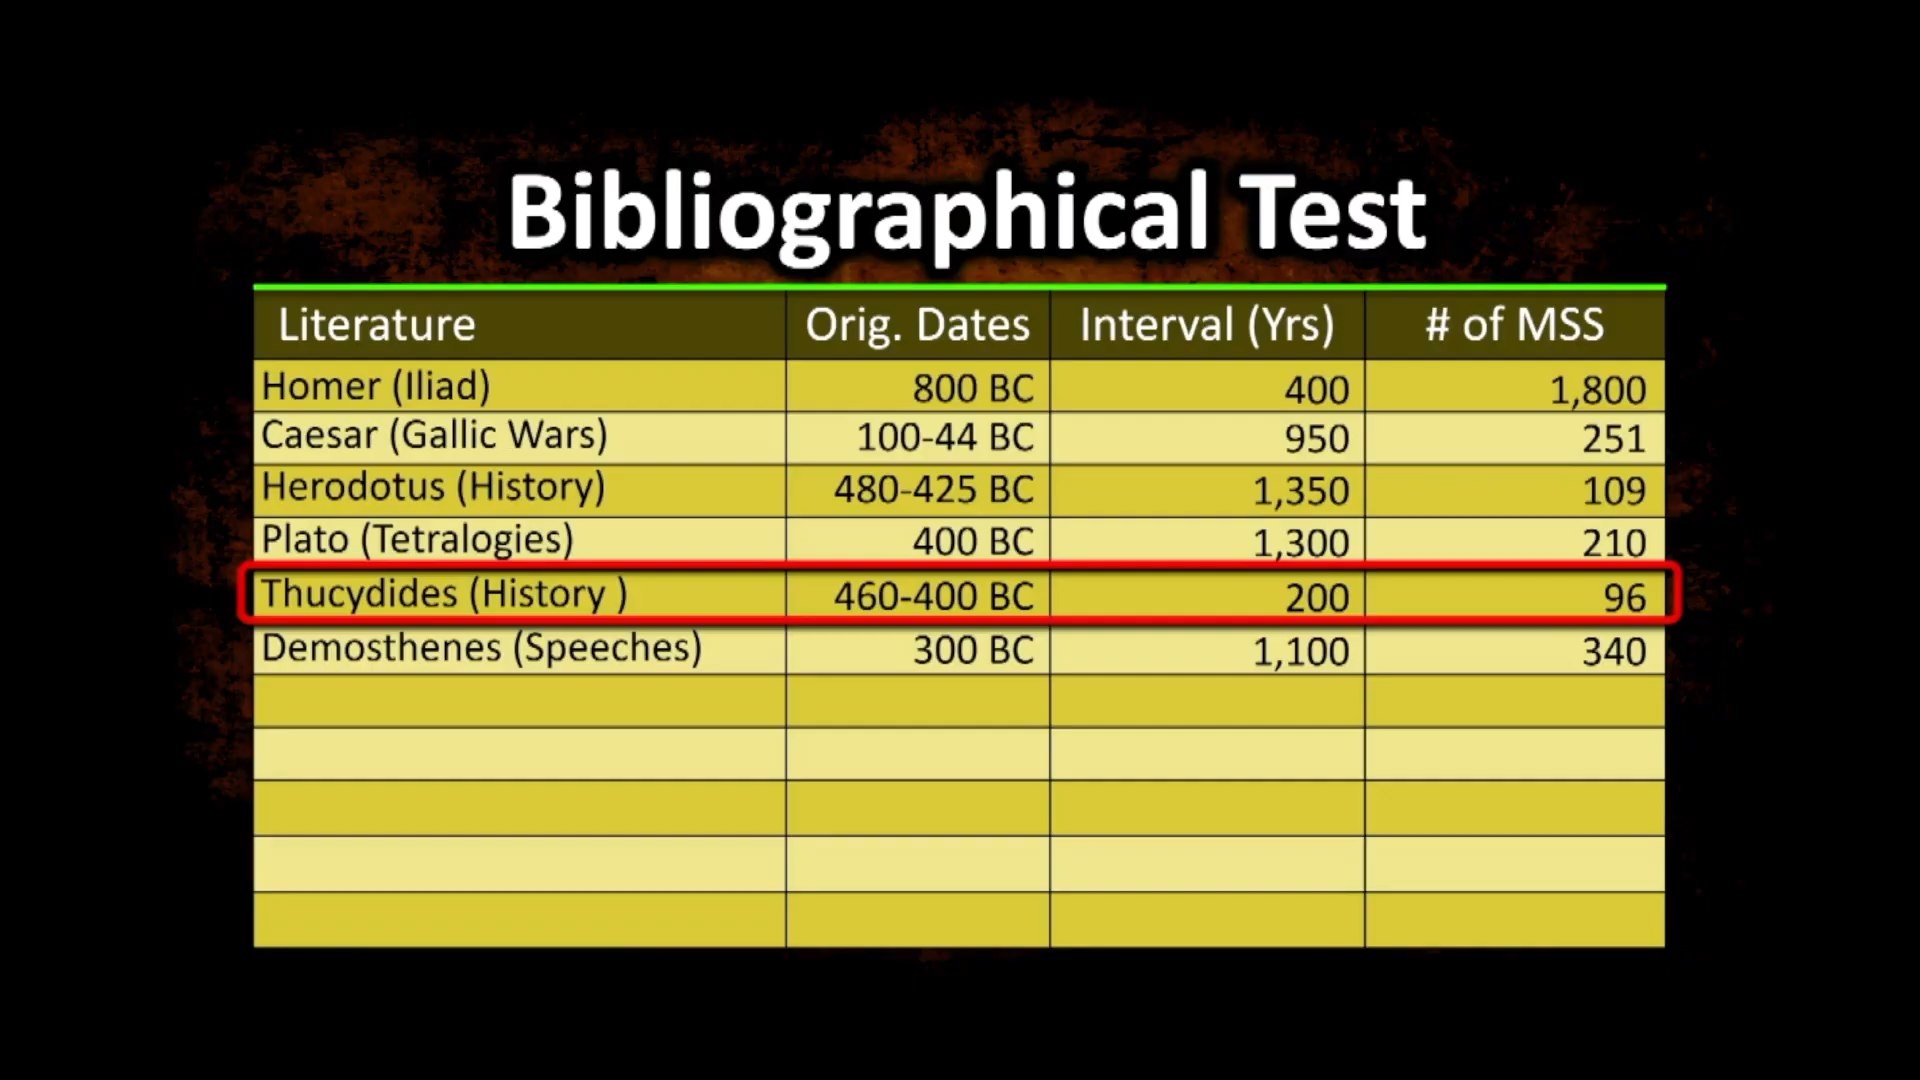 Bibliographical Test
Literature Orig. Dates Interval (Yrs) # of MSS
Homer (Iliad) 800 BC 400 1,800
Caesar (Gallic Wars) 100-44 BC 950 251
Herodotus (History) 480-425 BC 1,350 109
Plato (Tetralogies) 400 BC 1,300 210
Thucydides (History ) 460-400 BC 200 96
Demosthenes (Speeches) 300 BC 1,100 340